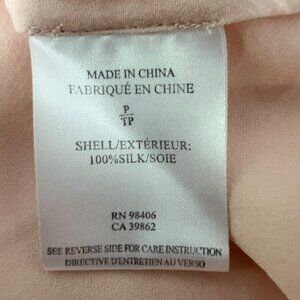 MADE IN CHINA
FABRIQUÉ EN CHINE
P
TP
SHELL/EXTÉRIEUR:
100%SILK/SOIE
RN 98406
CA 39862
SEE REVERSE SIDE FOR CARE INSTRUCTION
DIRECTIVE D'ENTRETIEN AU VERSO